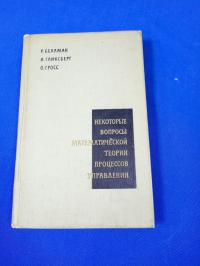 Р. БЕЛЛМАН
И. ГЛИКСБЕРГ
О. ГРОСС
НЕКОТОРЫЕ
ВОПРОСЫ
МАТЕМАТИЧЕСКОЙ
ТЕОРИИ
ПРОЦЕССОВ
УПРАВЛЕНИЯ